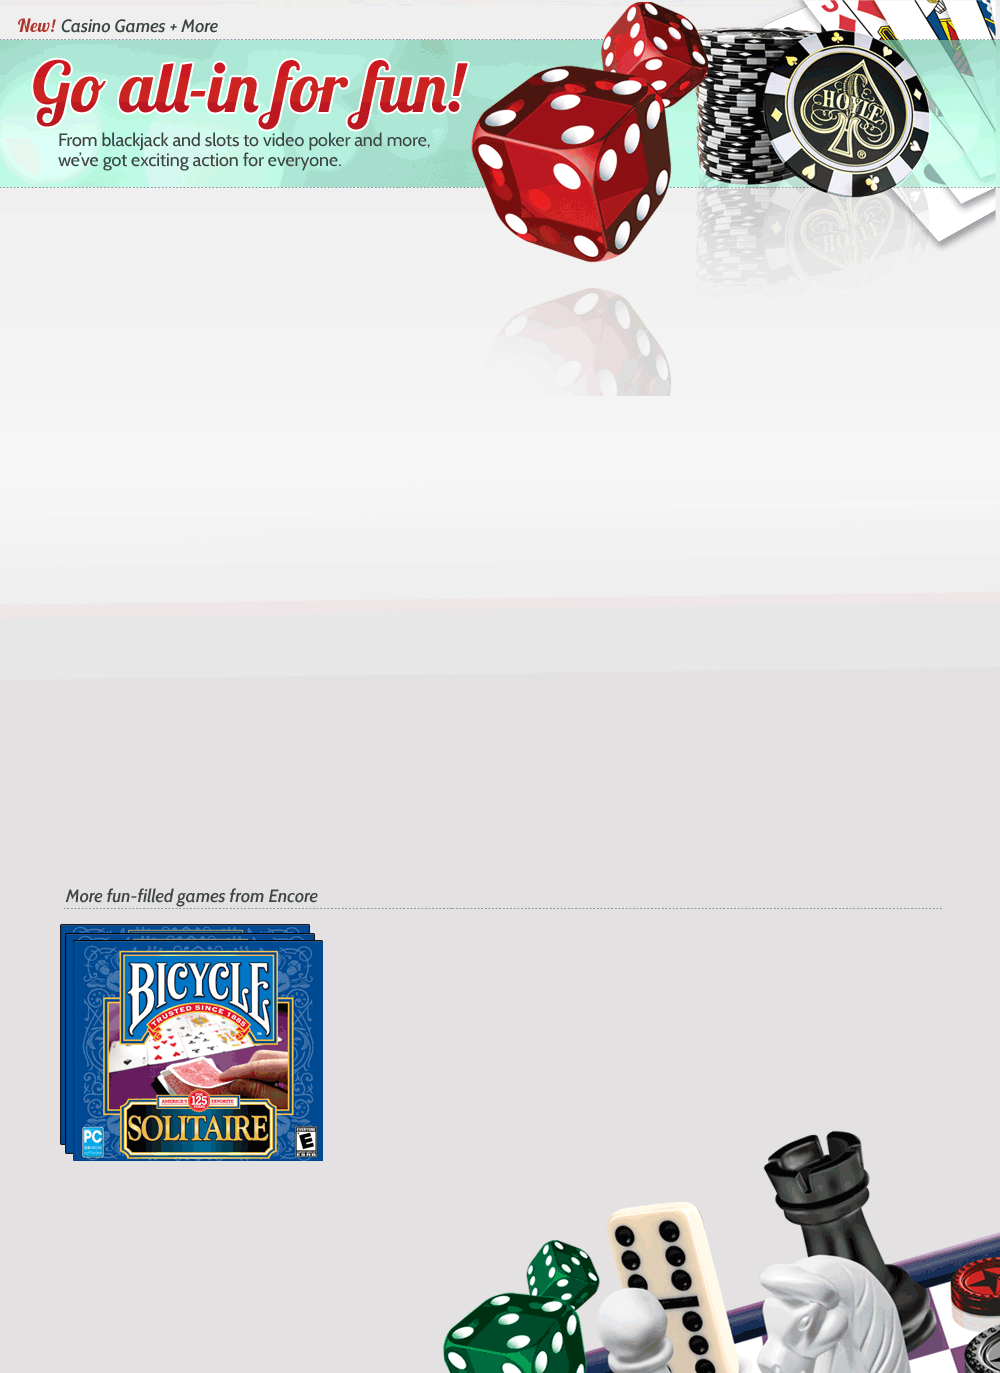 New! Casino Games + More
Go all-in for fun!
From blackjack and slots to video poker and more,
we've got exciting action for everyone.
HOYLE
®
More fun-filled games from Encore
BICYCLE
TRUSTED SINCE 1885
AMERICA'S 125 FAVORITE
SOLITAIRE
PC
EVERYONE
E
ESRB